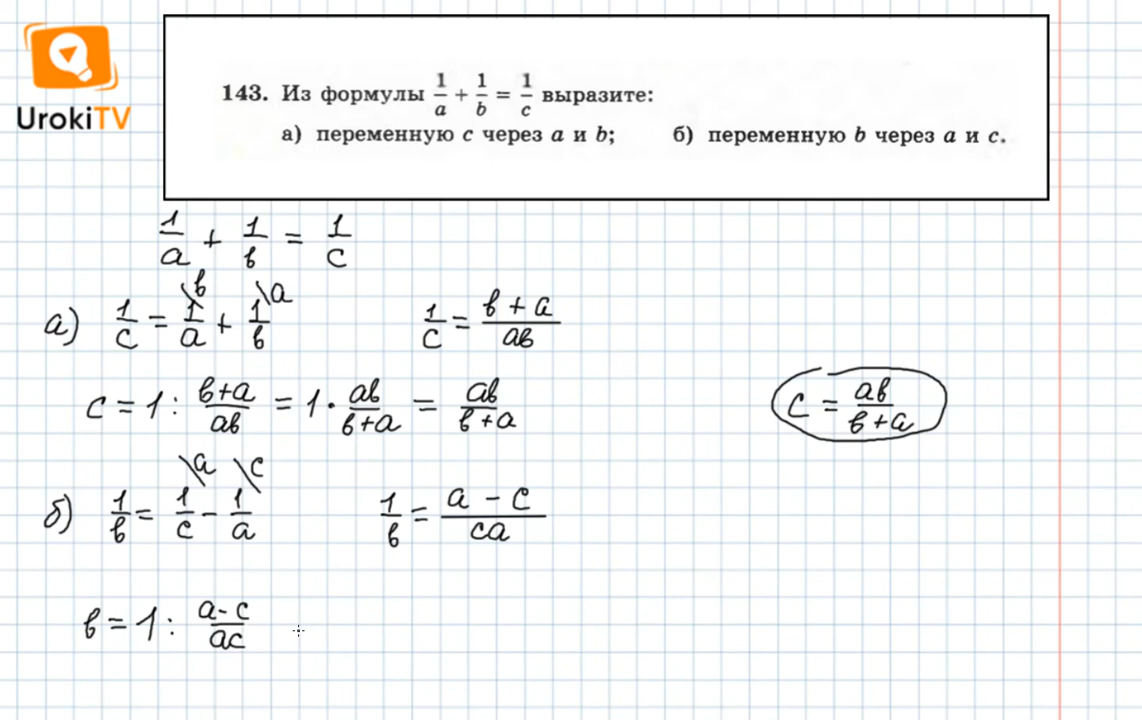 UrokiTV
143. Из формулы 1/a + 1/b = 1/c выразите:
а) переменную c через a и b; б) переменную b через a и c.
1/a + 1/b = 1/c
а) 1/c = 1/a \b + 1/b \a 1/c = (b + a)/ab
c = 1 : (b+a)/ab = 1 · ab/(b+a) = ab/(b+a) c = ab/(b+a)
б) 1/b = 1/c \a − 1/a \c 1/b = (a − c)/ca
b = 1 : (a-c)/ac